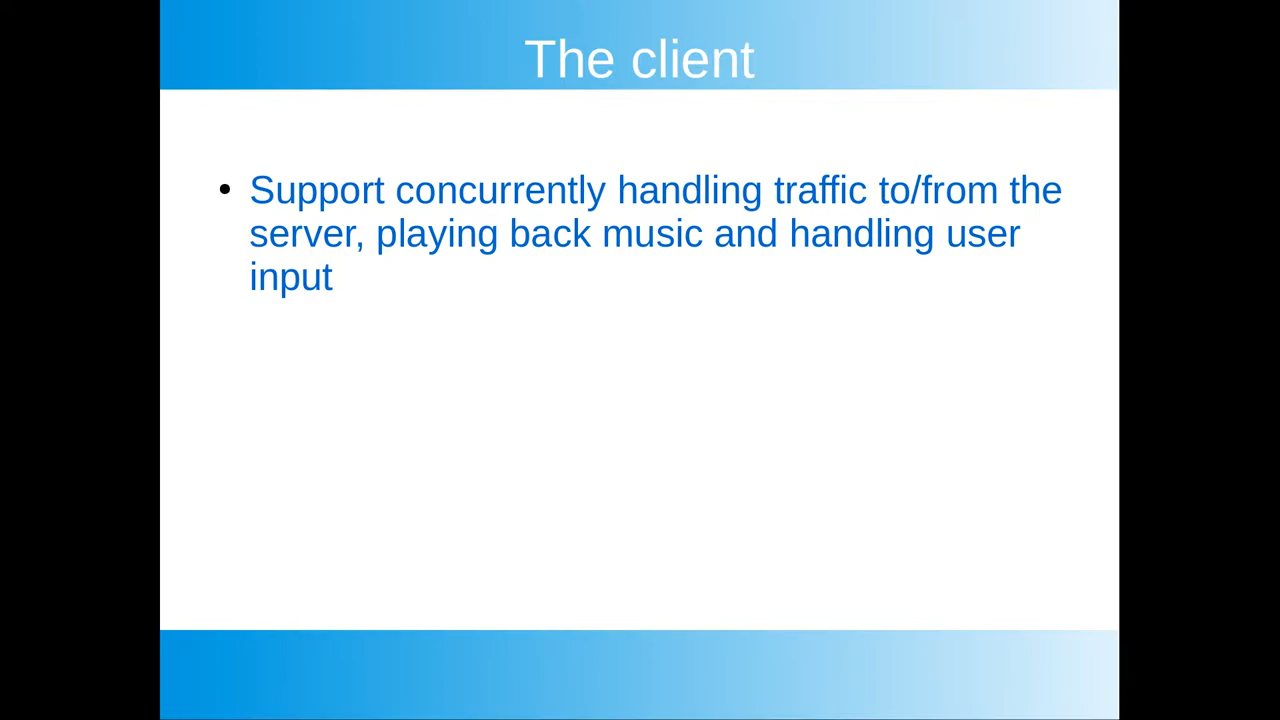 The client
• Support concurrently handling traffic to/from the
server, playing back music and handling user
input